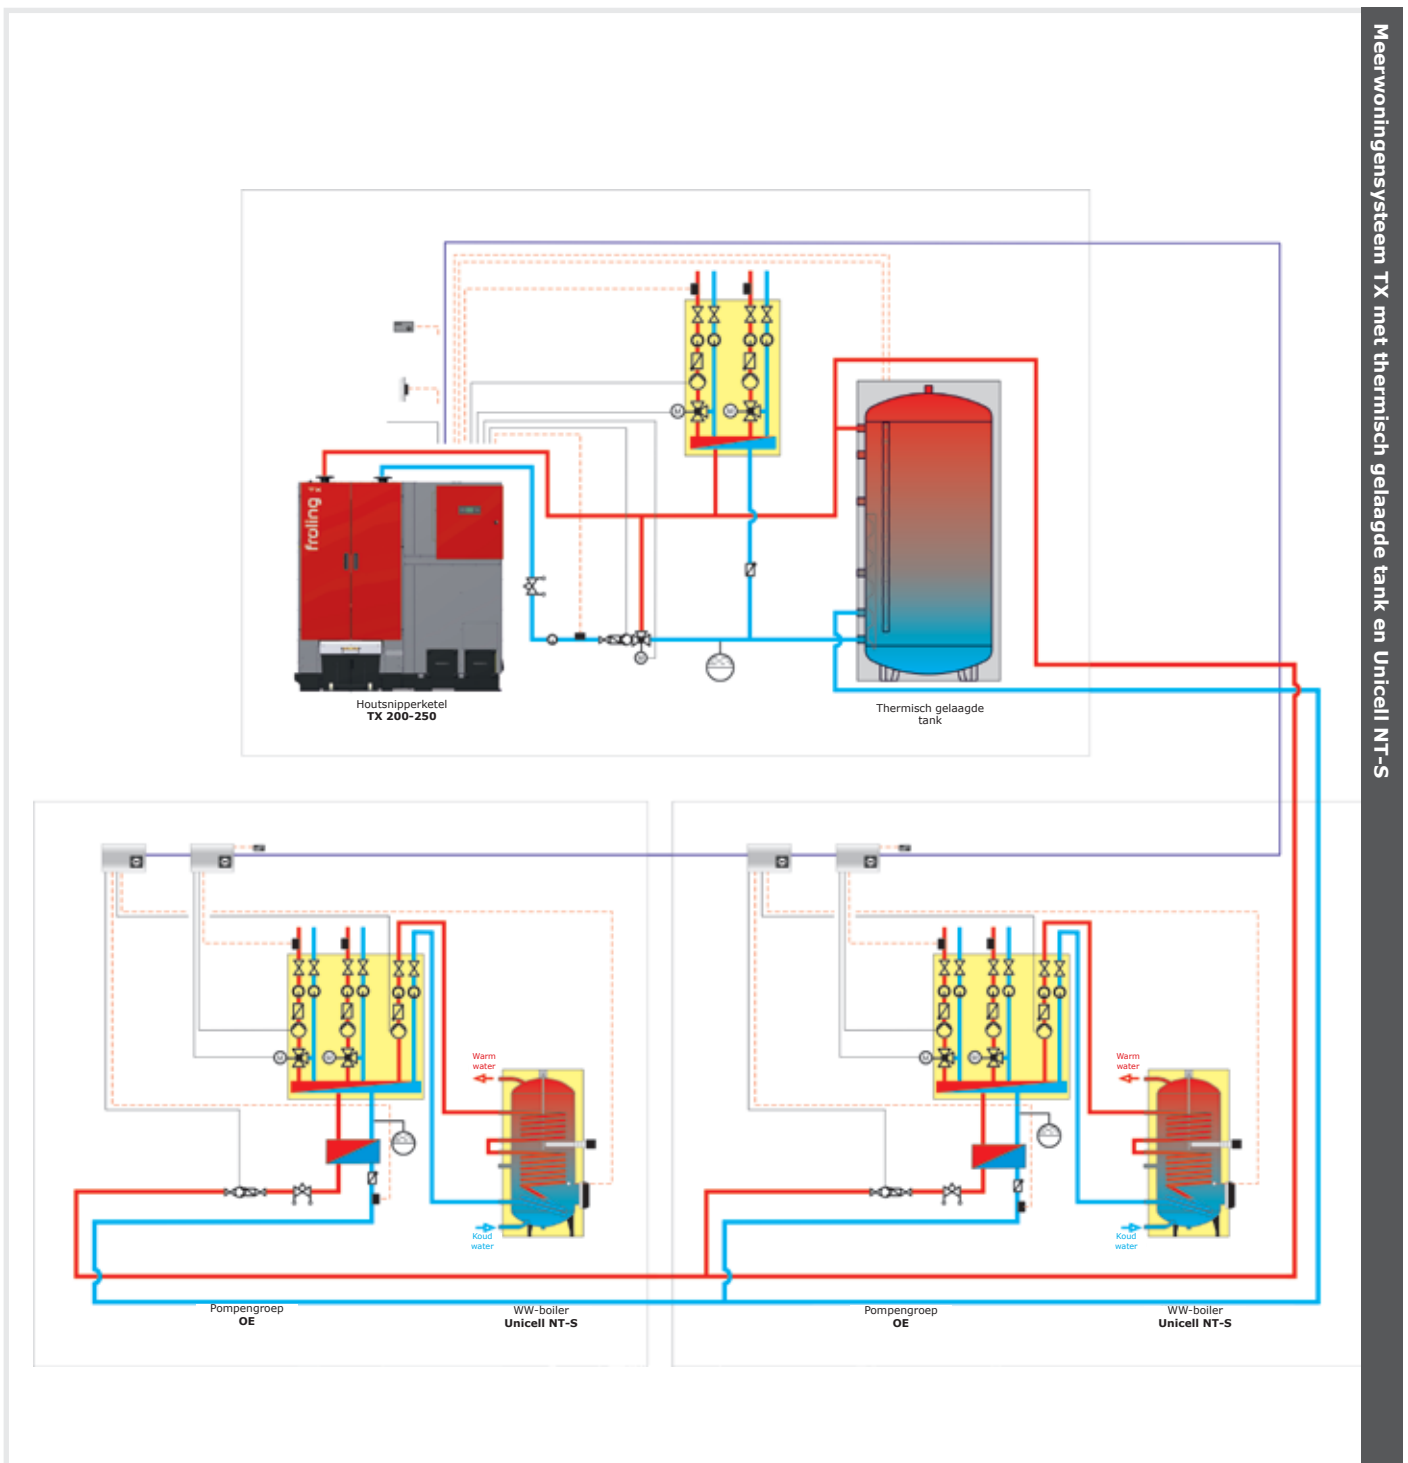 Meerwoningensysteem TX met thermisch gelaagde tank en Unicell NT-S
froling
Houtsnipperketel
TX 200-250
Thermisch gelaagde
tank
M
M
M
M
M
M
M
Warm
water
Koud
water
Warm
water
Koud
water
Pompengroep
OE
WW-boiler
Unicell NT-S
Pompengroep
OE
WW-boiler
Unicell NT-S